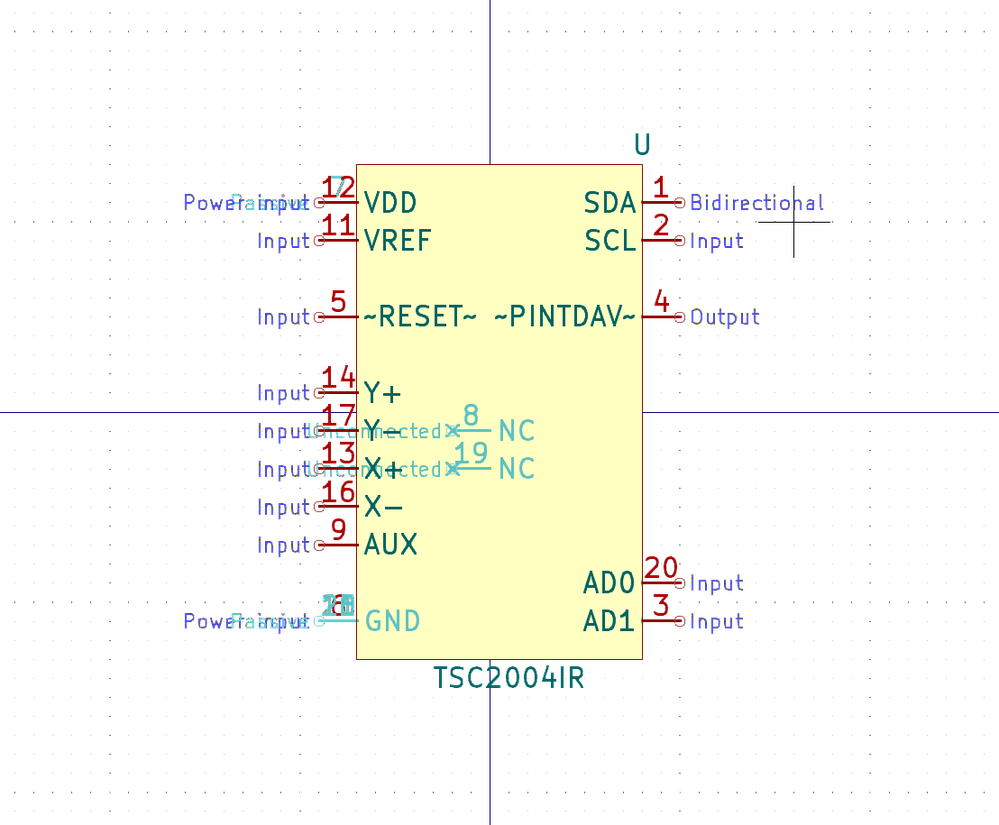 U
Power input 12 VDD SDA 1 Bidirectional
Input 11 VREF SCL 2 Input
Input 5 ~RESET~ ~PINTDAV~ 4 Output
Input 14 Y+
Input 17 Y- Unconnected 8 NC
Input 13 X+ Unconnected 19 NC
Input 16 X-
Input 9 AUX
AD0 20 Input
Power input GND AD1 3 Input
TSC2004IR